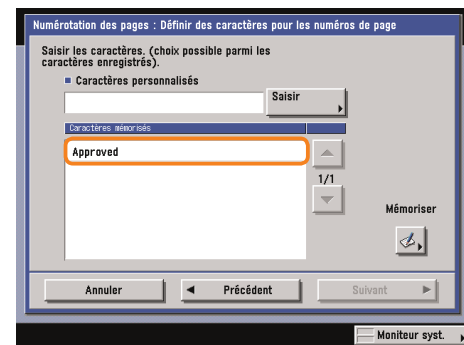 Numérotation des pages : Définir des caractères pour les numéros de page
Saisir les caractères. (choix possible parmi les
caractères enregistrés).
Caractères personnalisés
Saisir
Caractères mémorisés
Approved
1/1
Mémoriser
Annuler
Précédent
Suivant
Moniteur syst.